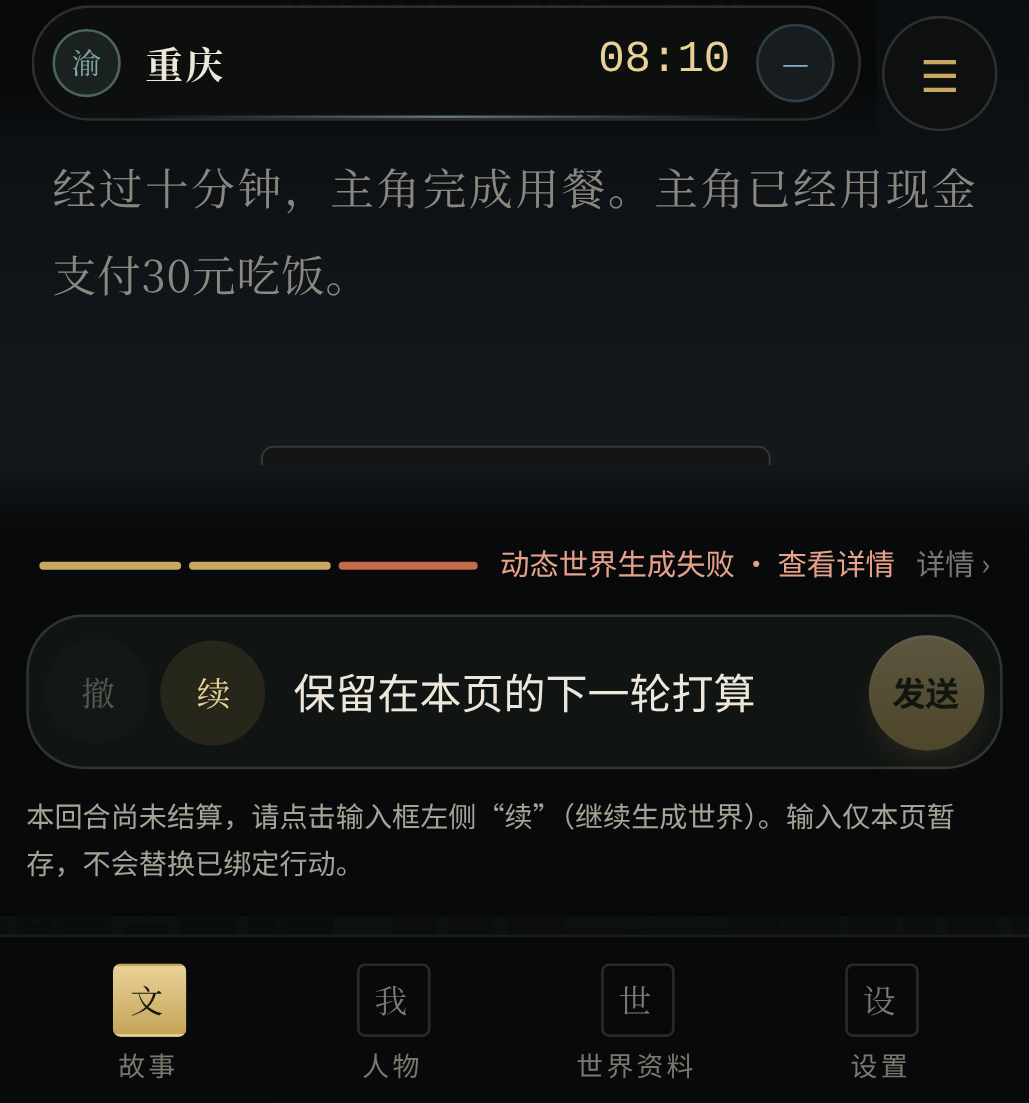 渝 重庆 08:10 — ☰
经过十分钟，主角完成用餐。主角已经用现金
支付30元吃饭。
动态世界生成失败 · 查看详情 详情 ›
撤 续 保留在本页的下一轮打算 发送
本回合尚未结算，请点击输入框左侧“续”（继续生成世界）。输入仅本页暂
存，不会替换已绑定行动。
文 我 世 设
故事 人物 世界资料 设置